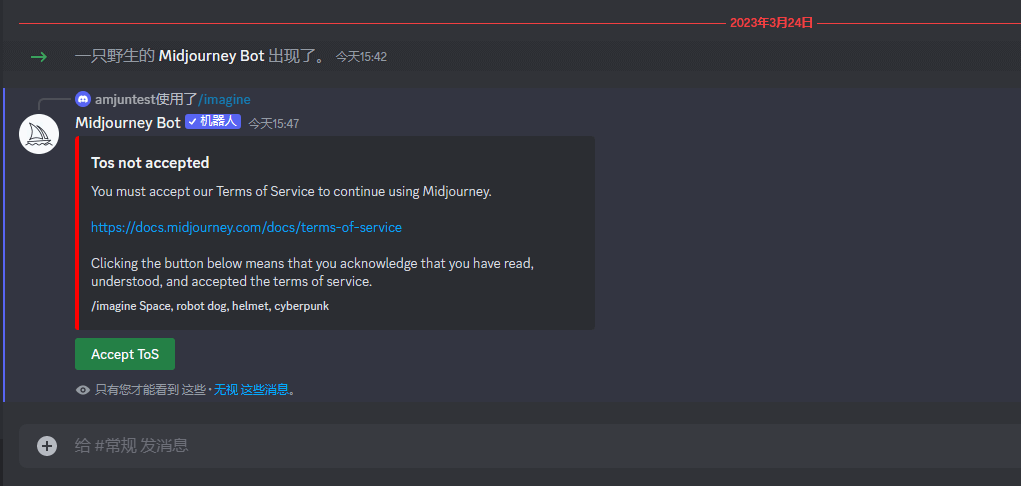 2023年3月24日
一只野生的 Midjourney Bot 出现了。 今天15:42
amjuntest使用了/imagine
Midjourney Bot ✓ 机器人 今天15:47
Tos not accepted
You must accept our Terms of Service to continue using Midjourney.
https://docs.midjourney.com/docs/terms-of-service
Clicking the button below means that you acknowledge that you have read,
understood, and accepted the terms of service.
/imagine Space, robot dog, helmet, cyberpunk
Accept ToS
只有您才能看到 这些 · 无视 这些消息。
给 #常规 发消息